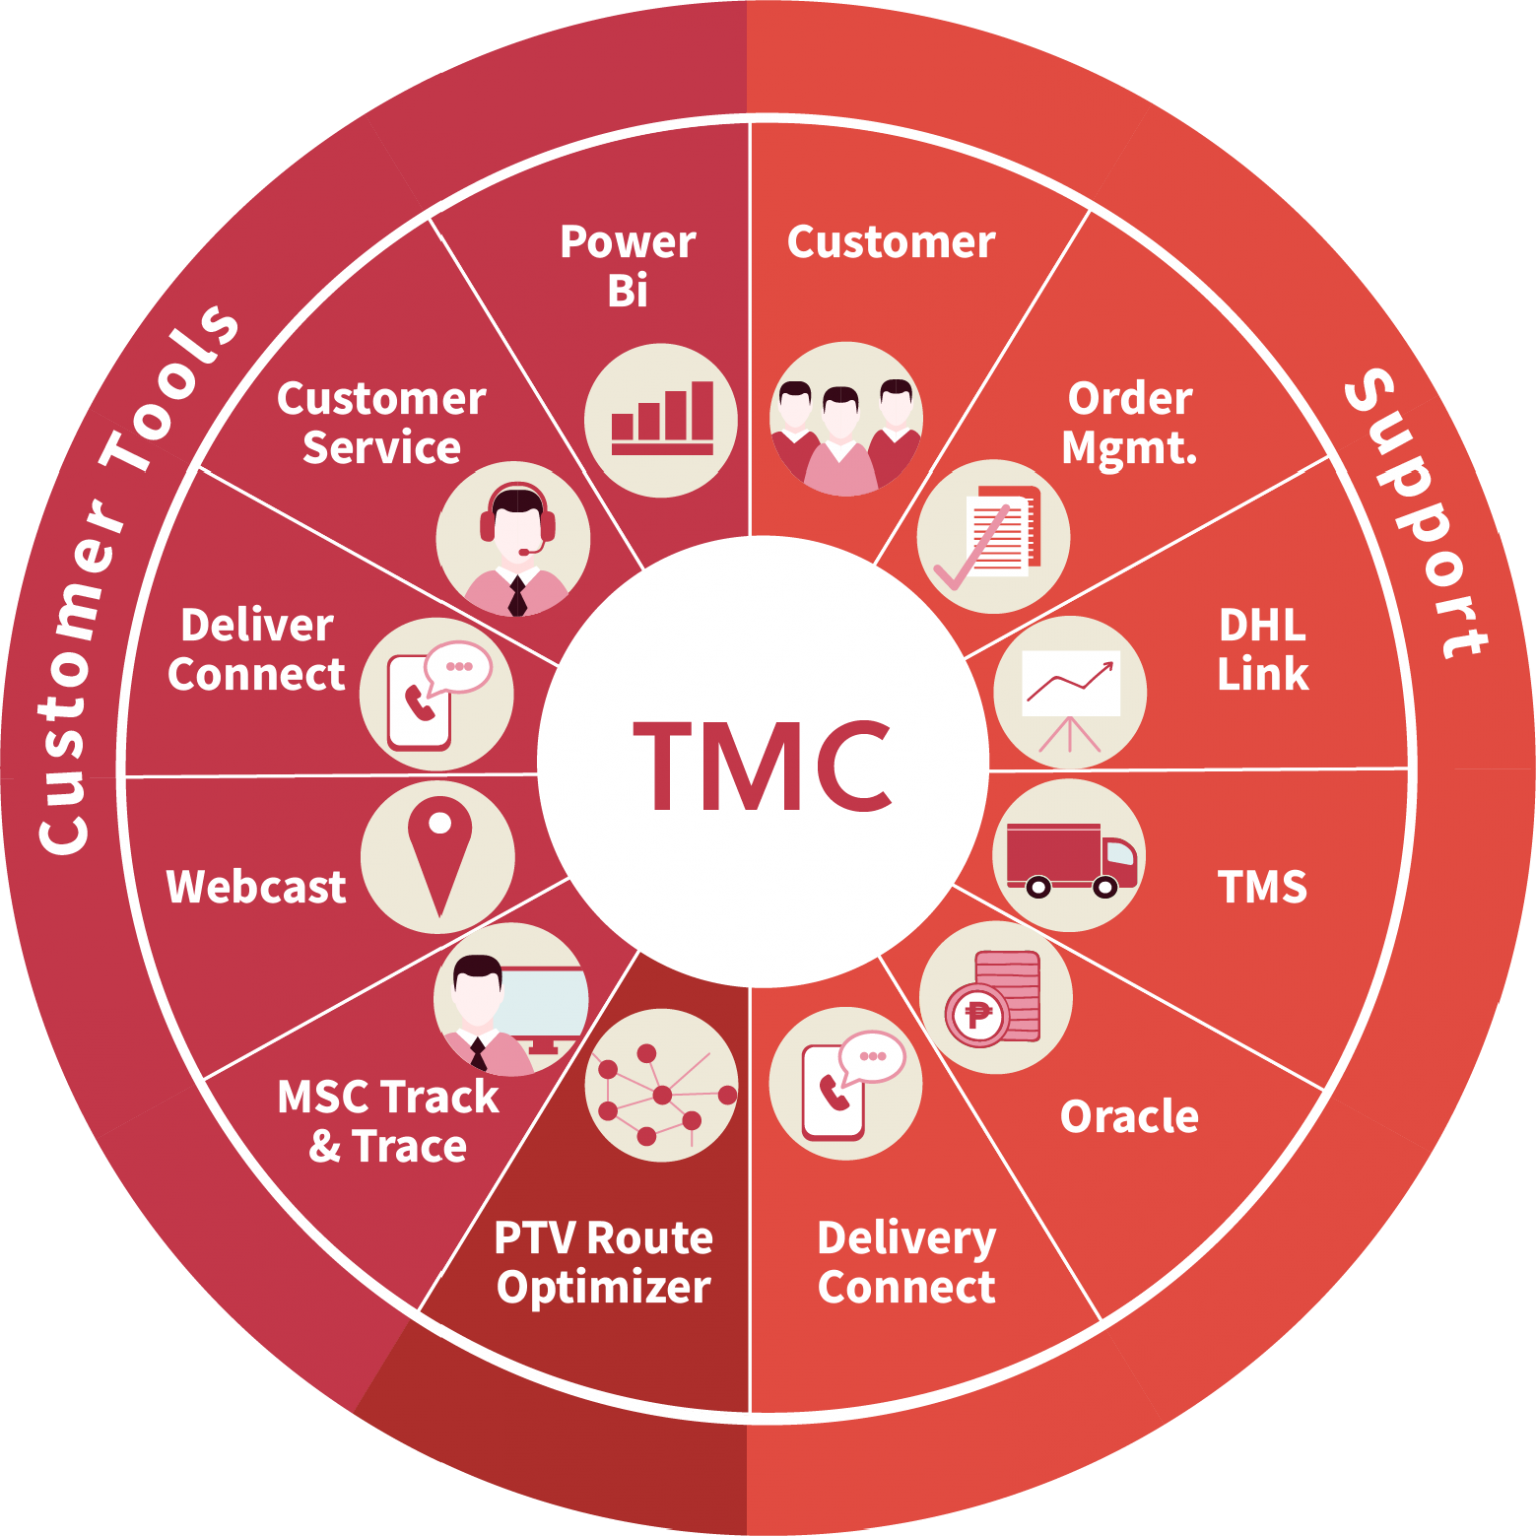 Customer Tools
Support
TMC
Customer
Order
Mgmt.
DHL
Link
TMS
Oracle
₱
Delivery
Connect
PTV Route
Optimizer
MSC Track
& Trace
Webcast
Deliver
Connect
Customer
Service
Power
Bi